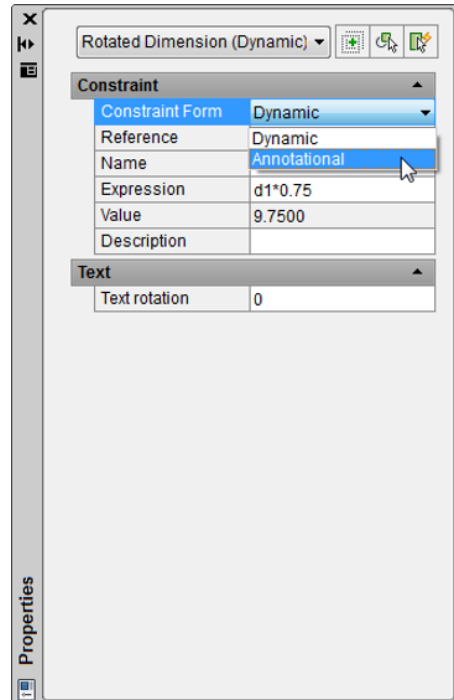 Rotated Dimension (Dynamic)
Constraint
Constraint Form Dynamic
Reference Dynamic
Name Annotational
Expression d1*0.75
Value 9.7500
Description
Text
Text rotation 0
Properties